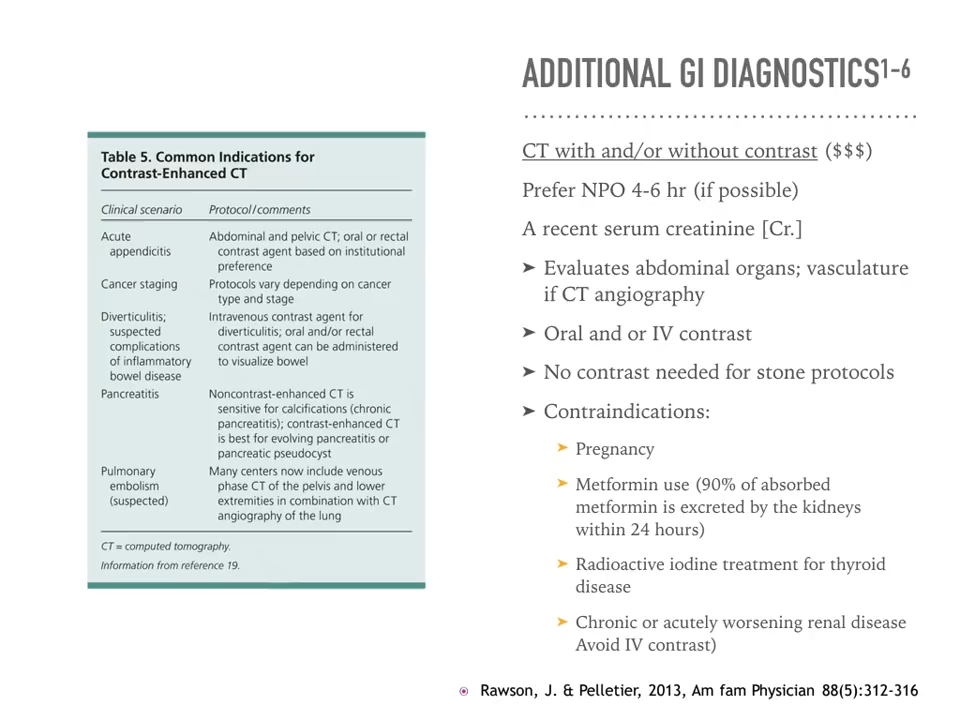 ADDITIONAL GI DIAGNOSTICS1-6
Table 5. Common Indications for
Contrast-Enhanced CT
Clinical scenario Protocol/comments
Acute Abdominal and pelvic CT; oral or rectal
appendicitis contrast agent based on institutional
preference
Cancer staging Protocols vary depending on cancer
type and stage
Diverticulitis; Intravenous contrast agent for
suspected diverticulitis; oral and/or rectal
complications contrast agent can be administered
of inflammatory to visualize bowel
bowel disease
Pancreatitis Noncontrast-enhanced CT is
sensitive for calcifications (chronic
pancreatitis); contrast-enhanced CT
is best for evolving pancreatitis or
pancreatic pseudocyst
Pulmonary Many centers now include venous
embolism phase CT of the pelvis and lower
(suspected) extremities in combination with CT
angiography of the lung
CT = computed tomography.
Information from reference 19.
CT with and/or without contrast ($$$)
Prefer NPO 4-6 hr (if possible)
A recent serum creatinine [Cr.]
➤ Evaluates abdominal organs; vasculature
if CT angiography
➤ Oral and or IV contrast
➤ No contrast needed for stone protocols
➤ Contraindications:
➤ Pregnancy
➤ Metformin use (90% of absorbed
metformin is excreted by the kidneys
within 24 hours)
➤ Radioactive iodine treatment for thyroid
disease
➤ Chronic or acutely worsening renal disease
Avoid IV contrast)
Rawson, J. & Pelletier, 2013, Am fam Physician 88(5):312-316